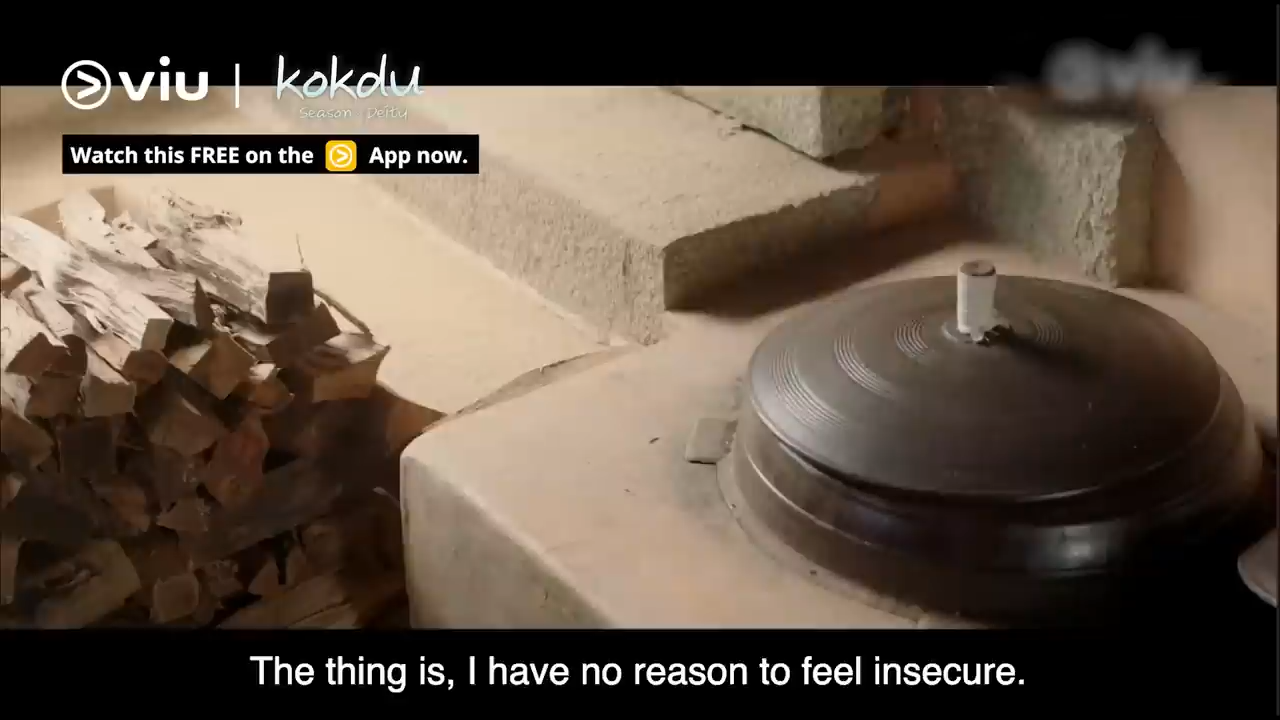 viu | kokdu
Season Deity
Watch this FREE on the App now.
viu
The thing is, I have no reason to feel insecure.